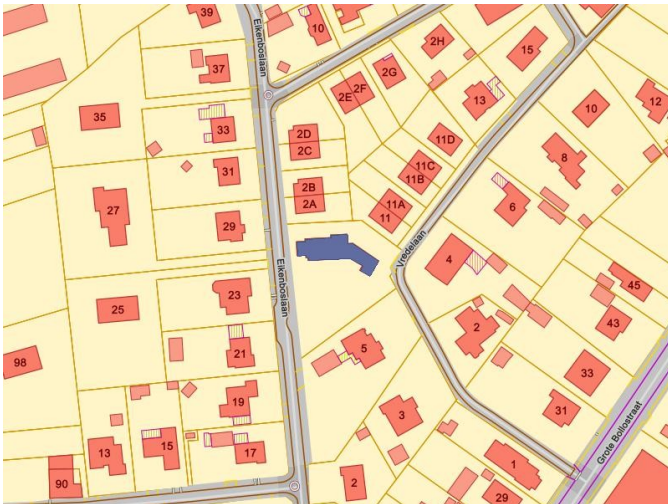 39
Eikenboslaan
10
2H
15
37
2G
2F
2E
12
35
33
13
10
2D
2C
11D
8
31
11C
11B
2B
2A
27
11A
11
6
29
Vredelaan
4
Eikenboslaan
45
23
25
43
2
5
21
98
33
19
31
3
Grote Bollostraat
15
13
17
1
90
2
29